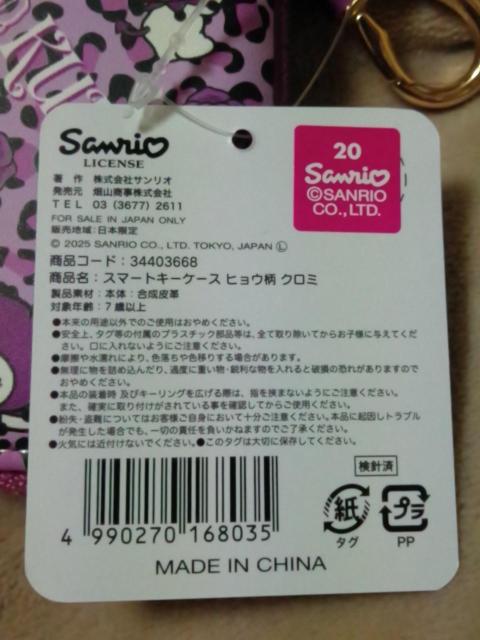 KU
Sanrio
LICENSE
20
Sanrio
©SANRIO
CO., LTD.
著 作 株式会社サンリオ
発売元 畑山商事株式会社
TEL 03 (3677) 2611
FOR SALE IN JAPAN ONLY
販売地域:日本限定
© 2025 SANRIO CO., LTD. TOKYO, JAPAN Ⓛ
商品コード: 34403668
商品名: スマートキーケース ヒョウ柄 クロミ
製品素材: 本体: 合成皮革
対象年齢: 7歳以上
●本来の用途以外でのご使用はおやめください。
●安全上、タグ等の付属のプラスチック部品等は、全て取り除いてからお子様に与えてくだ
さい。口に入れないようにご注意ください。
●摩擦や水濡れにより、色落ちや色移りする場合があります。
●無理に物を詰め込んだり、過度に重い物・鋭利な物を入れると破損の恐れがありますので
おやめください。
●本品の装着時 及びキーリングを広げる際は、指を挟まないようにご注意ください。
また、確実に取り付けがされている事を確認してからご使用ください。
●紛失・盗難についてはお客様ご自身において十分ご注意ください。本品に起因しトラブル
が発生した場合でも、一切の責任を負いかねますのでご了承ください。
●火気には近付けないでください。●このタグは大切に保存してください。
検針済
4 990270 168035
紙
タグ
プラ
PP
MADE IN CHINA